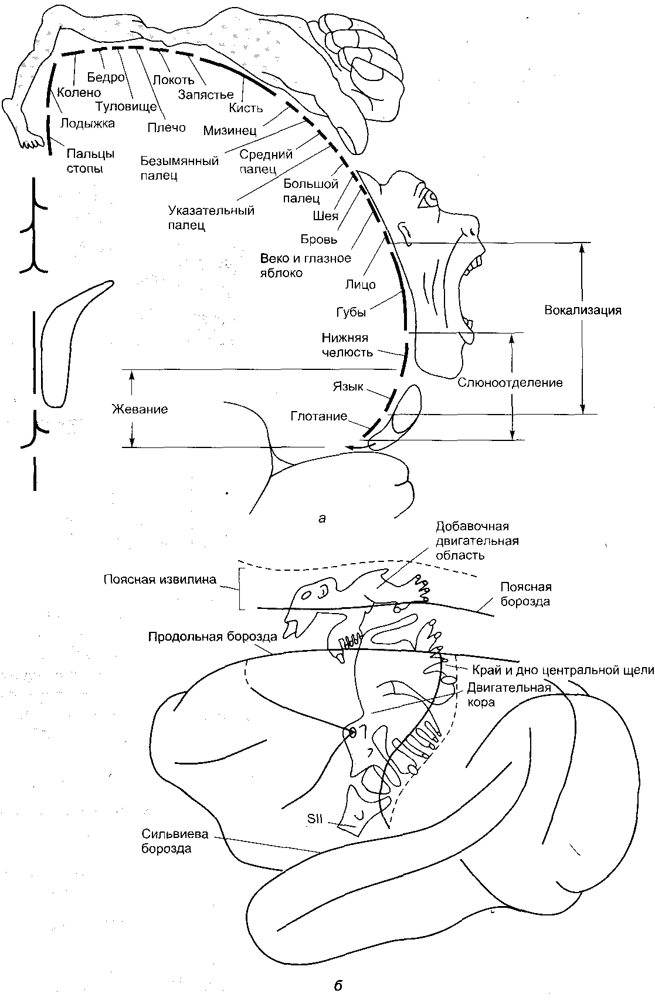 Бедро
Локоть
Колено
Запястье
Туловище
Кисть
Лодыжка
Плечо
Мизинец
Пальцы
стопы
Безымянный
палец
Средний
палец
Большой
палец
Указательный
палец
Шея
Бровь
Веко и глазное
яблоко
Лицо
Губы
Вокализация
Нижняя
челюсть
Язык
Слюноотделение
Жевание
Глотание
а
Добавочная
двигательная
область
Поясная извилина
Поясная
борозда
Продольная борозда
Край и дно центральной щели
Двигательная
кора
SII
Сильвиева
борозда
б